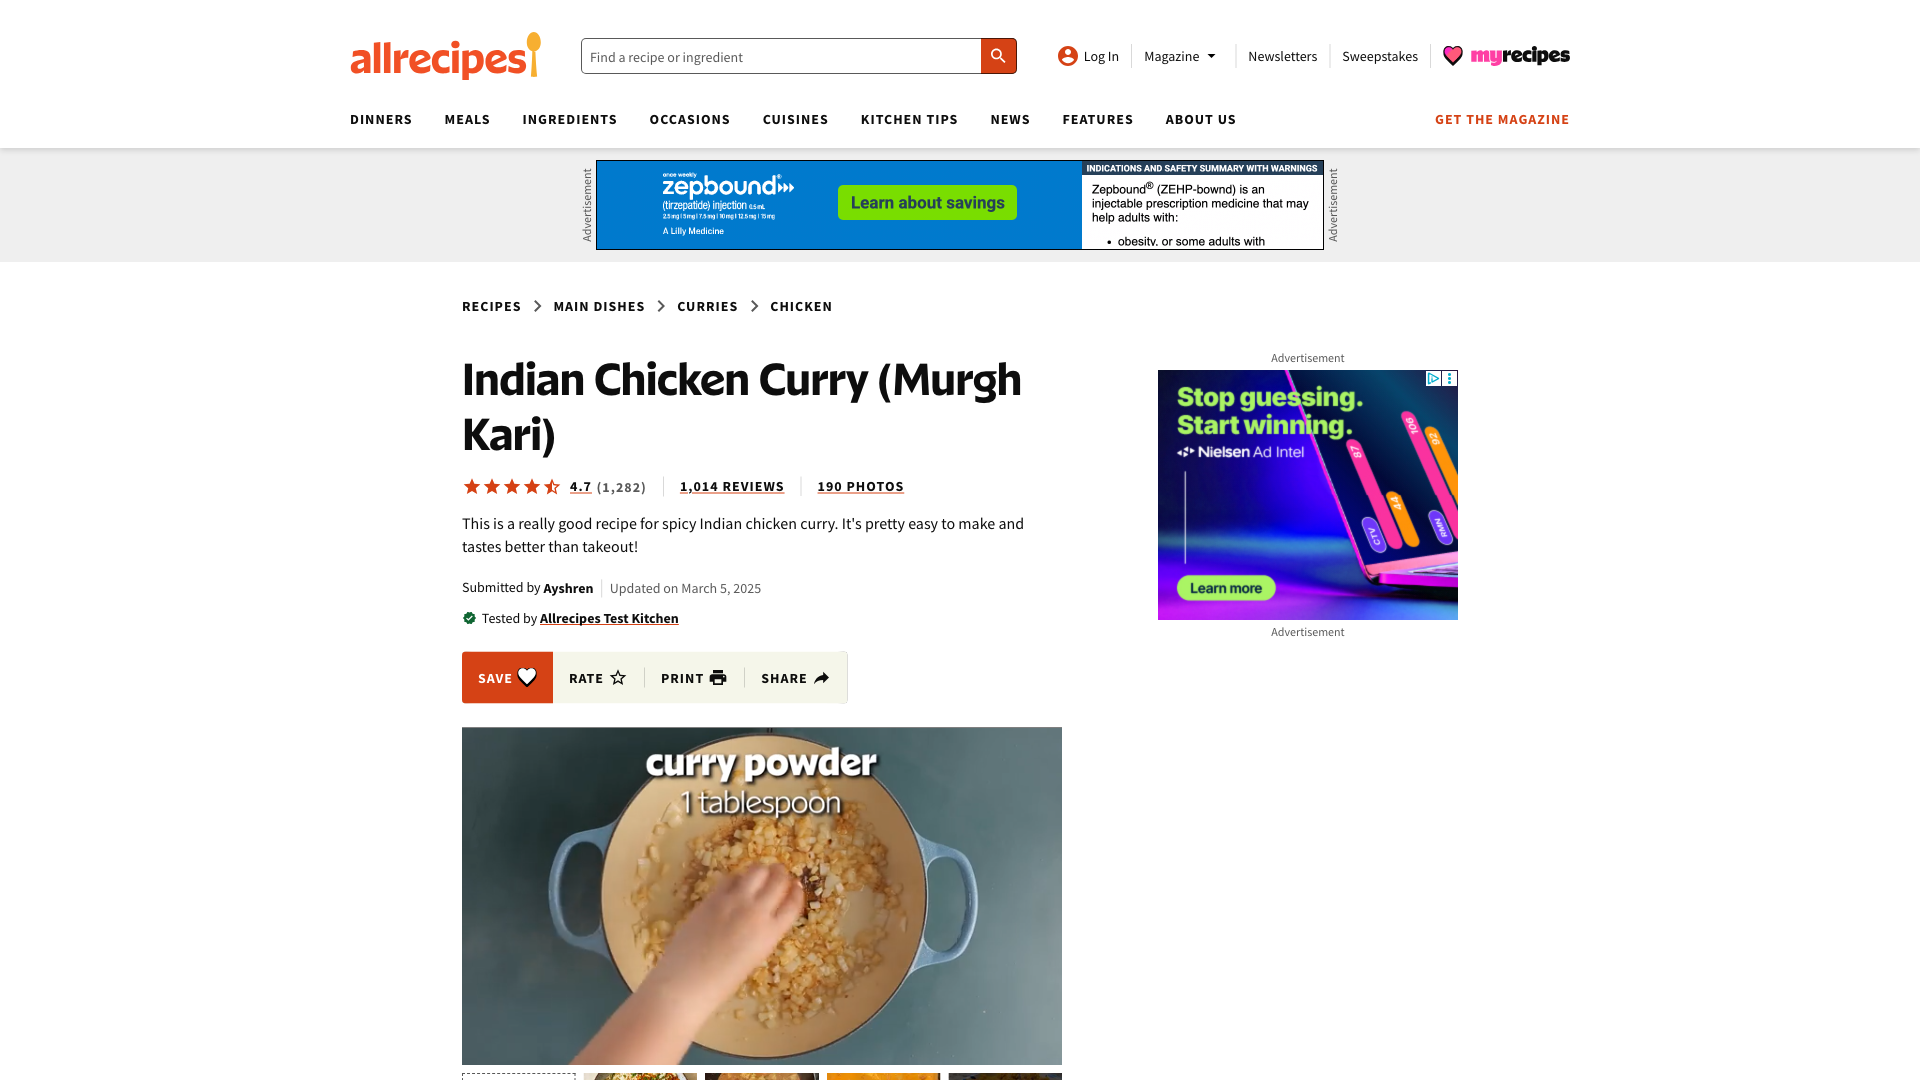 allrecipes
Find a recipe or ingredient
Log In
Magazine
Newsletters
Sweepstakes
myrecipes
DINNERS
MEALS
INGREDIENTS
OCCASIONS
CUISINES
KITCHEN TIPS
NEWS
FEATURES
ABOUT US
GET THE MAGAZINE
Advertisement
once weekly
zepbound®
(tirzepatide) injection 0.5 mL
2.5 mg | 5 mg | 7.5 mg | 10 mg | 12.5 mg | 15 mg
A Lilly Medicine
Learn about savings
INDICATIONS AND SAFETY SUMMARY WITH WARNINGS
Zepbound® (ZEHP-bownd) is an
injectable prescription medicine that may
help adults with:
• obesity, or some adults with
Advertisement
RECIPES > MAIN DISHES > CURRIES > CHICKEN
Indian Chicken Curry (Murgh
Kari)
4.7 (1,282)
1,014 REVIEWS
190 PHOTOS
This is a really good recipe for spicy Indian chicken curry. It's pretty easy to make and
tastes better than takeout!
Submitted by Ayshren
Updated on March 5, 2025
Tested by Allrecipes Test Kitchen
SAVE
RATE
PRINT
SHARE
curry powder
1 tablespoon
Advertisement
Stop guessing.
Start winning.
Nielsen Ad Intel
87
106
92
44
CTV
RMN
Learn more
Advertisement